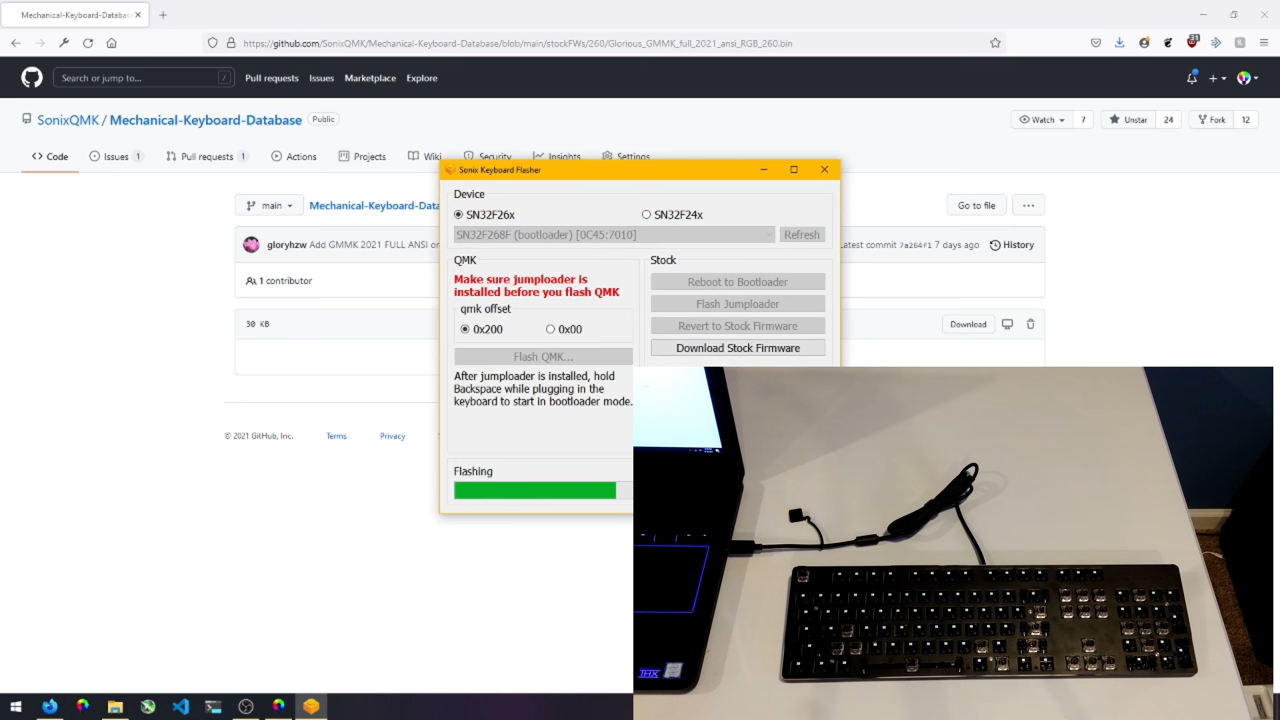 Mechanical-Keyboard-Databas
https://github.com/SonixQMK/Mechanical-Keyboard-Database/blob/main/stockFWs/260/Glorious_GMMK_full_2021_ansi_RGB_260.bin
Search or jump to...
/
Pull requests
Issues
Marketplace
Explore
SonixQMK / Mechanical-Keyboard-Database
Public
Watch
7
Unstar
24
Fork
12
Code
Issues 1
Pull requests 1
Actions
Projects
Wiki
Security
Insights
Settings
Sonix Keyboard Flasher
main
Mechanical-Keyboard-Data
Go to file
...
gloryhzw Add GMMK 2021 FULL ANSI
Latest commit 7a264f1 7 days ago
History
1 contributor
30 KB
Download
Device
SN32F26x
SN32F24x
SN32F268F (bootloader) [0C45:7010]
Refresh
QMK
Make sure jumploader is
installed before you flash QMK
qmk offset
0x200
0x00
Flash QMK...
After jumploader is installed, hold
Backspace while plugging in the
keyboard to start in bootloader mode.
Stock
Reboot to Bootloader
Flash Jumploader
Revert to Stock Firmware
Download Stock Firmware
Flashing
© 2021 GitHub, Inc.
Terms
Privacy
THX